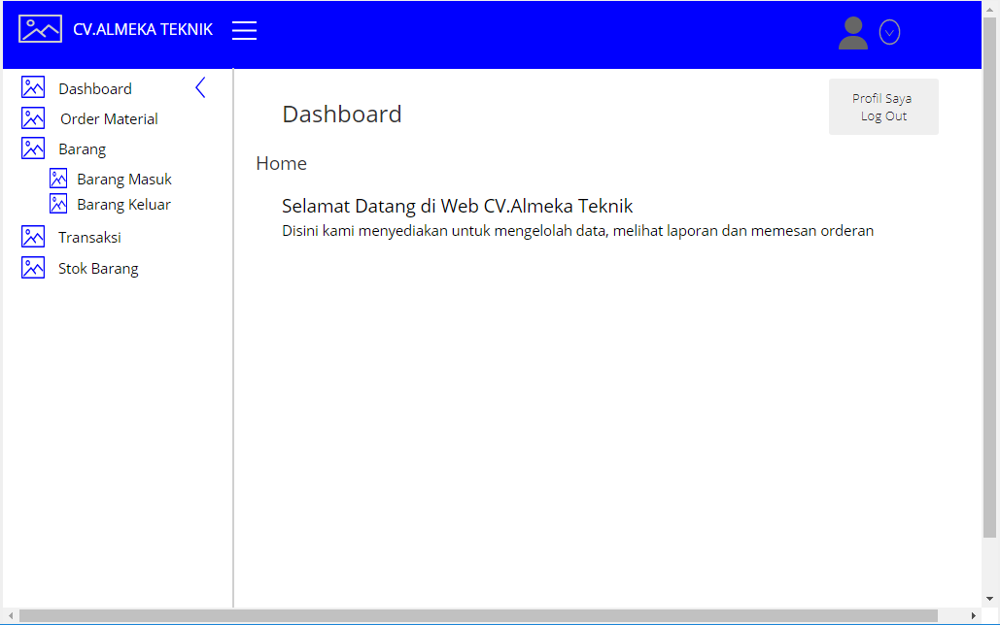 CV.ALMEKA TEKNIK
Dashboard
Order Material
Barang
Barang Masuk
Barang Keluar
Transaksi
Stok Barang
Profil Saya
Log Out
Dashboard
Home
Selamat Datang di Web CV.Almeka Teknik
Disini kami menyediakan untuk mengelolah data, melihat laporan dan memesan orderan